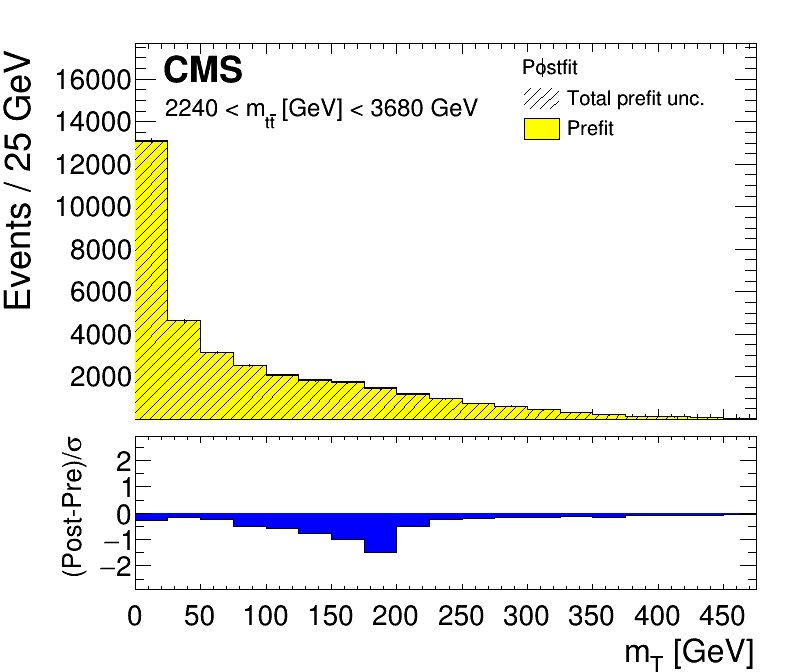 CMS
2240 < m_tt̄ [GeV] < 3680 GeV
Postfit
Total prefit unc.
Prefit
Events / 25 GeV
16000
14000
12000
10000
8000
6000
4000
2000
(Post-Pre)/σ
2
1
0
−1
−2
0 50 100 150 200 250 300 350 400 450
m_T [GeV]